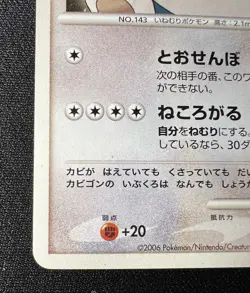 NO.143 いねむりポケモン 高さ:2.1m
とおせんぼ
次の相手の番、このワ
ができない。
ねころがる
自分をねむりにする。
しているなら、30ダ
カビが はえていても くさっていても だい
カビゴンの いぶくろは なんでも しょうか
弱点
抵抗力
+20
©2006 Pokémon/Nintendo/Creatur